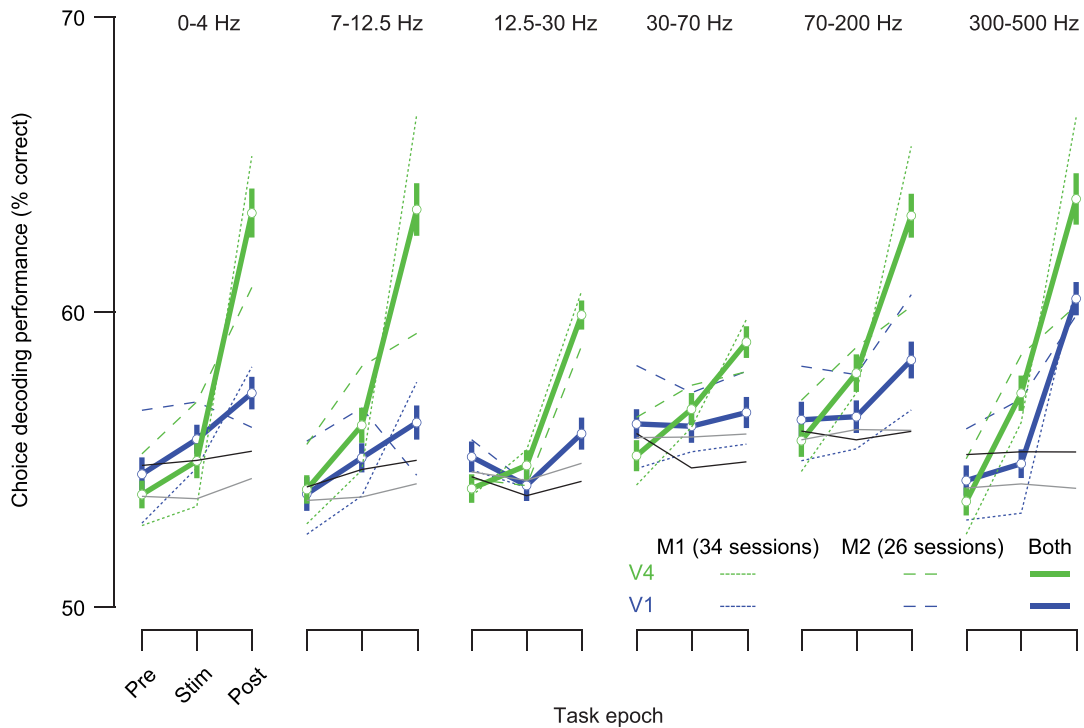 70
0-4 Hz
7-12.5 Hz
12.5-30 Hz
30-70 Hz
70-200 Hz
300-500 Hz
Choice decoding performance (% correct)
60
M1 (34 sessions)
M2 (26 sessions)
Both
V4
V1
50
Pre
Stim
Post
Task epoch